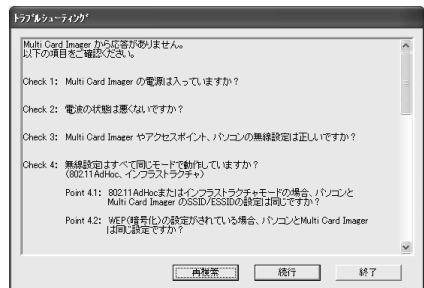 ﾄﾗﾌﾞﾙｼｭｰﾃｨﾝｸﾞ
Multi Card Imager から応答がありません。
以下の項目をご確認ください。
Check 1: Multi Card Imager の電源は入っていますか?
Check 2: 電波の状態は悪くないですか?
Check 3: Multi Card Imager やアクセスポイント、パソコンの無線設定は正しいですか?
Check 4: 無線設定はすべて同じモードで動作していますか?
(802.11AdHoc、インフラストラクチャ)
Point 4.1: 802.11AdHocまたはインフラストラクチャモードの場合、パソコンと
Multi Card Imager のSSID/ESSIDの設定は同じですか?
Point 4.2: WEP(暗号化)の設定がされている場合、パソコンとMulti Card Imager
は同じ設定ですか?
再検索 続行 終了